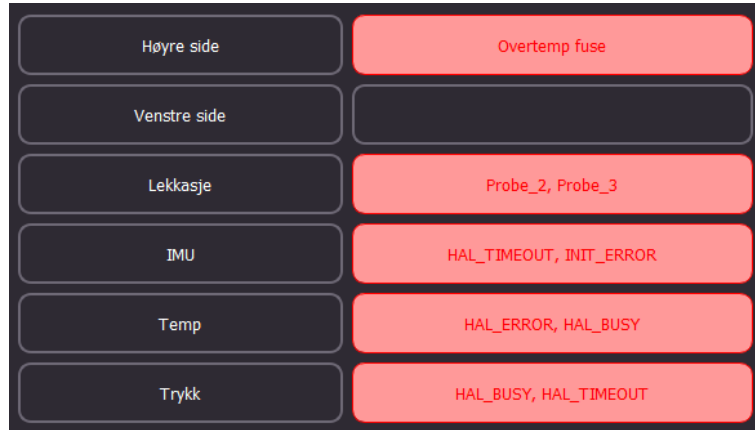 Høyre side Overtemp fuse
Venstre side
Lekkasje Probe_2, Probe_3
IMU HAL_TIMEOUT, INIT_ERROR
Temp HAL_ERROR, HAL_BUSY
Trykk HAL_BUSY, HAL_TIMEOUT